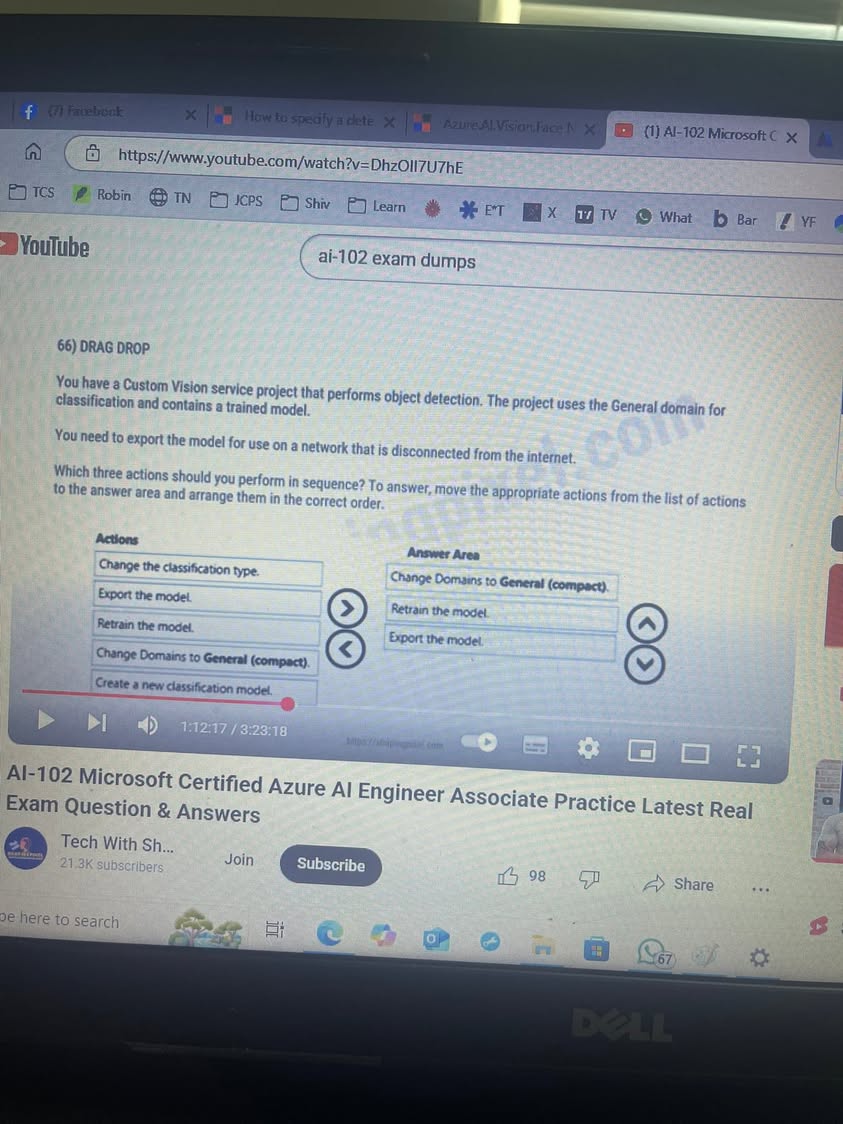 (7) Facebook
How to specify a dete
Azure.AI.Vision.Face N
(1) AI-102 Microsoft C
https://www.youtube.com/watch?v=DhzOII7U7hE
TCS
Robin
TN
JCPS
Shiv
Learn
E*T
X
17 TV
What
b Bar
YF
YouTube
ai-102 exam dumps
66) DRAG DROP
You have a Custom Vision service project that performs object detection. The project uses the General domain for
classification and contains a trained model.
You need to export the model for use on a network that is disconnected from the internet.
Which three actions should you perform in sequence? To answer, move the appropriate actions from the list of actions
to the answer area and arrange them in the correct order.
Actions
Answer Area
Change the classification type.
Export the model.
Retrain the model.
Change Domains to General (compact).
Create a new classification model.
Change Domains to General (compact).
Retrain the model.
Export the model.
1:12:17 / 3:23:18
AI-102 Microsoft Certified Azure AI Engineer Associate Practice Latest Real
Exam Question & Answers
Tech With Sh...
21.3K subscribers
Join
Subscribe
98
Share
...
pe here to search
67
DELL